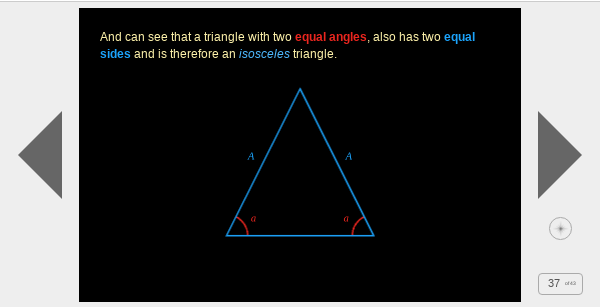 And can see that a triangle with two equal angles, also has two equal
sides and is therefore an isosceles triangle.
A
A
a
a
37 of 43